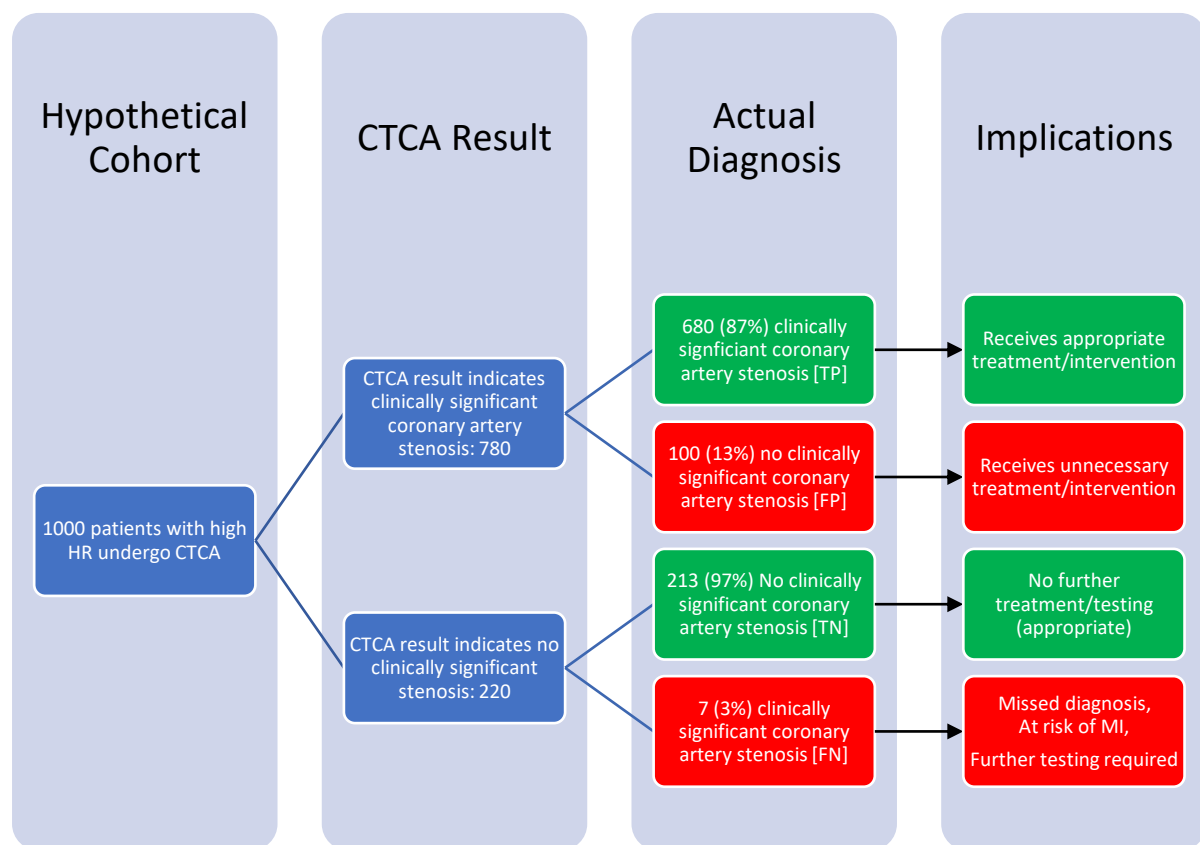 Hypothetical
Cohort
CTCA Result
Actual
Diagnosis
Implications
1000 patients with high
HR undergo CTCA
CTCA result indicates
clinically significant
coronary artery
stenosis: 780
CTCA result indicates no
clinically significant
stenosis: 220
680 (87%) clinically
signficiant coronary
artery stenosis [TP]
100 (13%) no clinically
significant coronary
artery stenosis [FP]
213 (97%) No clinically
significant coronary
artery stenosis [TN]
7 (3%) clinically
significant coronary
artery stenosis [FN]
Receives appropriate
treatment/intervention
Receives unnecessary
treatment/intervention
No further
treatment/testing
(appropriate)
Missed diagnosis,
At risk of MI,
Further testing required